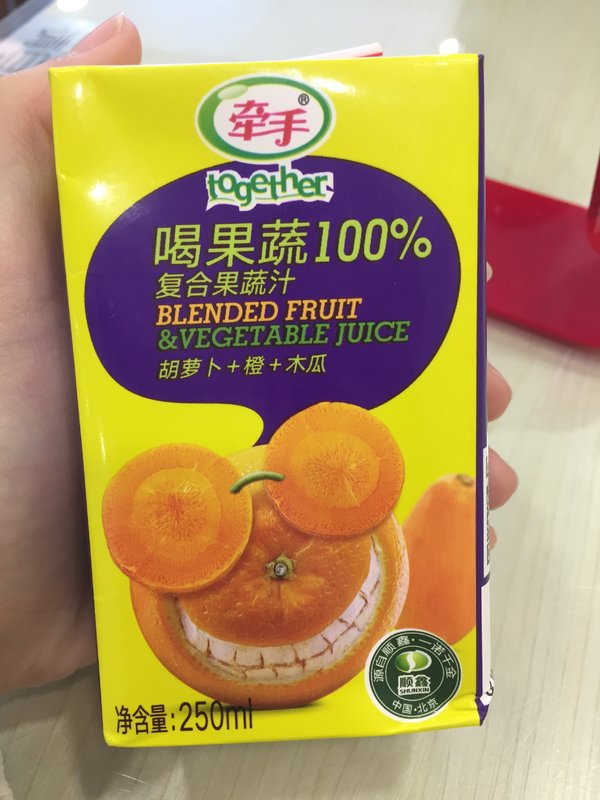 牵手®
together
喝果蔬100%
复合果蔬汁
BLENDED FRUIT
&VEGETABLE JUICE
胡萝卜+橙+木瓜
净含量:250ml
源自顺鑫·一诺千金
顺鑫
SHUNXIN
中国·北京